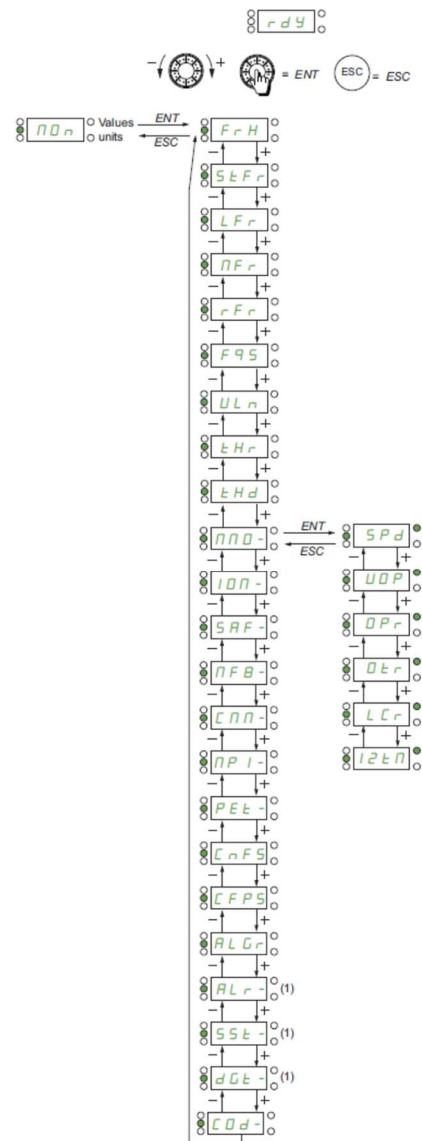 rdY
- + = ENT ESC = ESC
MOn Values units ENT ESC FrH
- +
StFr
- +
LFr
- +
MFr
- +
rFr
- +
FqS
- +
ULn
- +
tHr
- +
tHd
- +
MMO- ENT ESC SPd
- + - +
IOM- UOP
- + - +
SAF- OPr
- + - +
MFB- Otr
- + - +
CMM- LCr
- + - +
MPI- I2tM
- +
PEt-
- +
CnFS
- +
CFPS
- +
ALGr
- +
ALr- (1)
- +
SSt- (1)
- +
dGt- (1)
- +
COd-